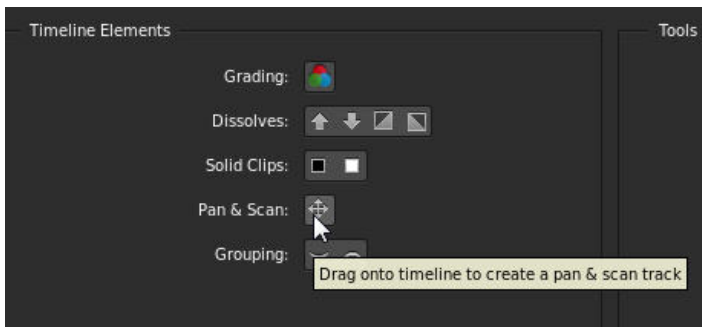 Timeline Elements
Tools
Grading:
Dissolves:
Solid Clips:
Pan & Scan:
Grouping:
Drag onto timeline to create a pan & scan track